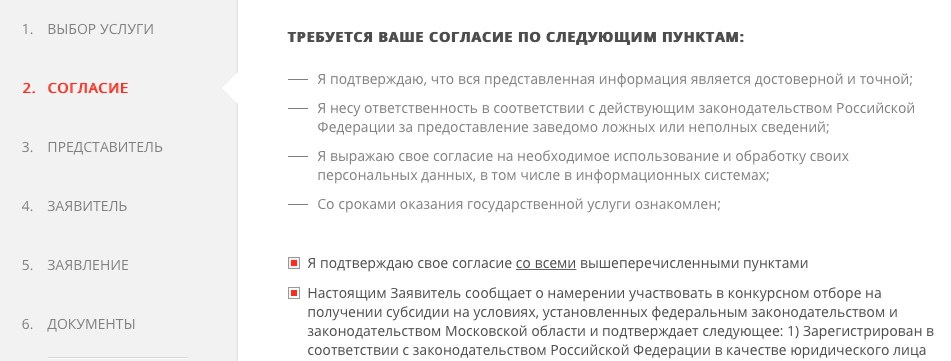 1. ВЫБОР УСЛУГИ
2. СОГЛАСИЕ
3. ПРЕДСТАВИТЕЛЬ
4. ЗАЯВИТЕЛЬ
5. ЗАЯВЛЕНИЕ
6. ДОКУМЕНТЫ
ТРЕБУЕТСЯ ВАШЕ СОГЛАСИЕ ПО СЛЕДУЮЩИМ ПУНКТАМ:
— Я подтверждаю, что вся представленная информация является достоверной и точной;
— Я несу ответственность в соответствии с действующим законодательством Российской
Федерации за предоставление заведомо ложных или неполных сведений;
— Я выражаю свое согласие на необходимое использование и обработку своих
персональных данных, в том числе в информационных системах;
— Со сроками оказания государственной услуги ознакомлен;
Я подтверждаю свое согласие со всеми вышеперечисленными пунктами
Настоящим Заявитель сообщает о намерении участвовать в конкурсном отборе на
получении субсидии на условиях, установленных федеральным законодательством и
законодательством Московской области и подтверждает следующее: 1) Зарегистрирован в
соответствии с законодательством Российской Федерации в качестве юридического лица